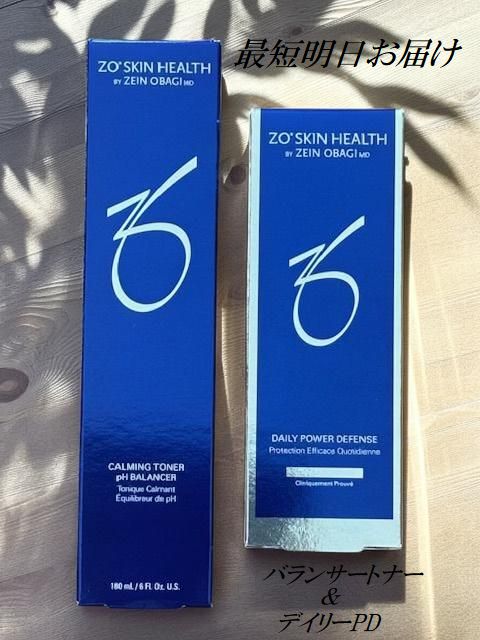 最短明日お届け
ZO® SKIN HEALTH
BY ZEIN OBAGI MD
CALMING TONER
pH BALANCER
Tonique Calmant
Équilibreur de pH
180 mL / 6 Fl. Oz. U.S.
ZO® SKIN HEALTH
BY ZEIN OBAGI MD
DAILY POWER DEFENSE
Protection Efficace Quotidienne
Cliniquement Prouvé
バランサートナー
&
デイリーPD